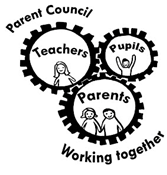 Parent Council
Teachers
Pupils
Parents
Working together